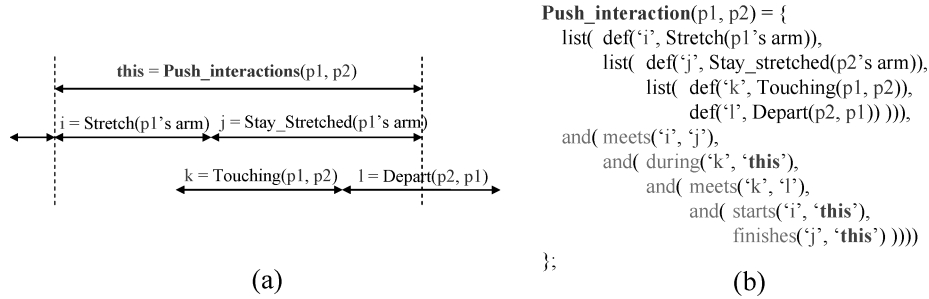 this = Push_interactions(p1, p2)
i = Stretch(p1's arm)
j = Stay_Stretched(p1's arm)
k = Touching(p1, p2)
l = Depart(p2, p1)
(a)
Push_interaction(p1, p2) = {
list( def(‘i’, Stretch(p1’s arm)),
list( def(‘j’, Stay_stretched(p2’s arm)),
list( def(‘k’, Touching(p1, p2)),
def(‘l’, Depart(p2, p1)) ))),
and( meets(‘i’, ‘j’),
and( during(‘k’, ‘this’),
and( meets(‘k’, ‘l’),
and( starts(‘i’, ‘this’),
finishes(‘j’, ‘this’) ))))
};
(b)